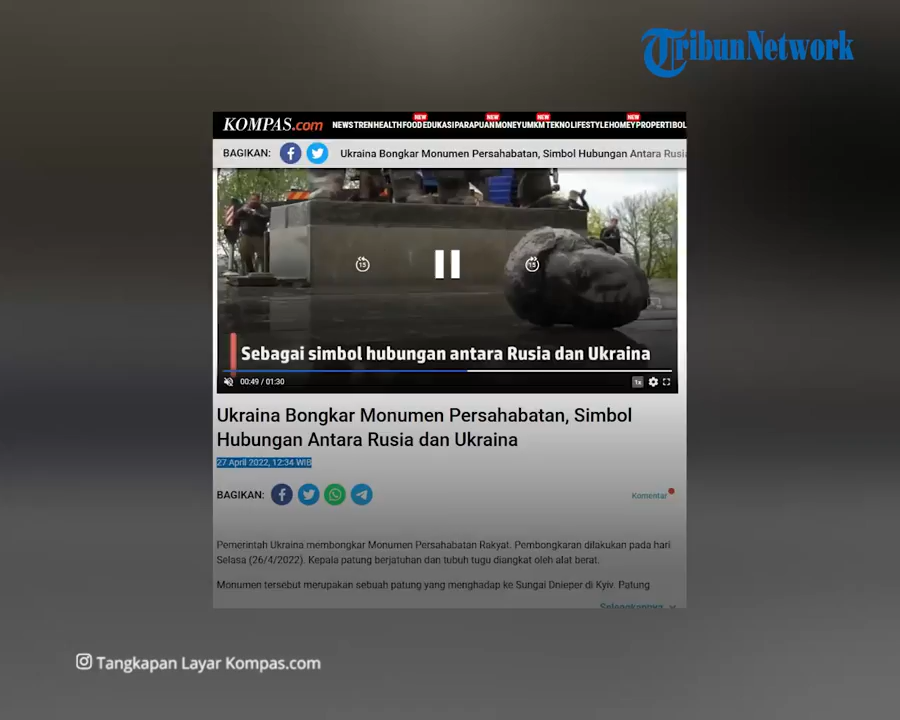 TribunNetwork
KOMPAS.com NEWS TREN HEALTH FOOD NEW EDUKASI PARAPUAN NEW MONEY UMKM NEW TEKNO LIFESTYLE HOMEY NEW PROPERTI BOL
BAGIKAN: Ukraina Bongkar Monumen Persahabatan, Simbol Hubungan Antara Rusia
15 15
Sebagai simbol hubungan antara Rusia dan Ukraina
00:49 / 01:30 1x
Ukraina Bongkar Monumen Persahabatan, Simbol
Hubungan Antara Rusia dan Ukraina
27 April 2022, 12:34 WIB
BAGIKAN: Komentar
Pemerintah Ukraina membongkar Monumen Persahabatan Rakyat. Pembongkaran dilakukan pada hari
Selasa (26/4/2022). Kepala patung berjatuhan dan tubuh tugu diangkat oleh alat berat.
Monumen tersebut merupakan sebuah patung yang menghadap ke Sungai Dnieper di Kyiv. Patung
Selengkapnya
Tangkapan Layar Kompas.com